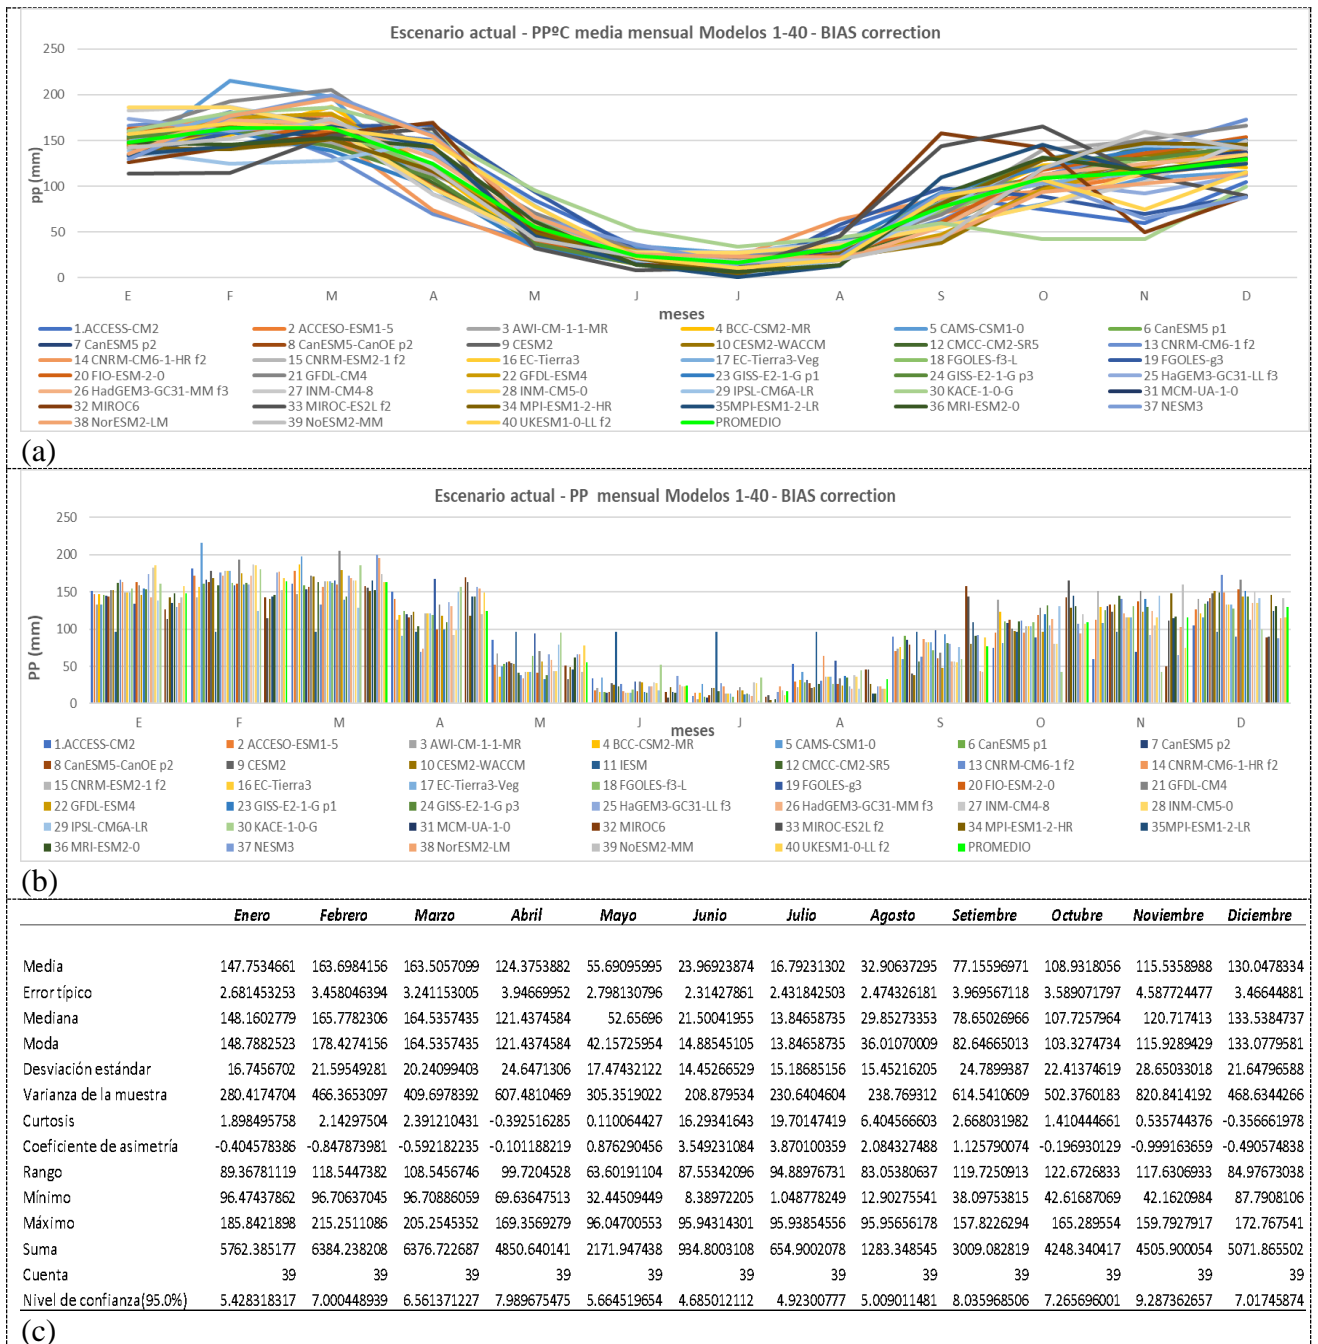 Escenario actual - PPºC media mensual Modelos 1-40 - BIAS correction
250
200
150
100
50
0
pp (mm)
E F M A M J J A S O N D
meses
1.ACCESS-CM2 2 ACCESO-ESM1-5 3 AWI-CM-1-1-MR 4 BCC-CSM2-MR 5 CAMS-CSM1-0 6 CanESM5 p1
7 CanESM5 p2 8 CanESM5-CanOE p2 9 CESM2 10 CESM2-WACCM 12 CMCC-CM2-SR5 13 CNRM-CM6-1 f2
14 CNRM-CM6-1-HR f2 15 CNRM-ESM2-1 f2 16 EC-Tierra3 17 EC-Tierra3-Veg 18 FGOLES-f3-L 19 FGOLES-g3
20 FIO-ESM-2-0 21 GFDL-CM4 22 GFDL-ESM4 23 GISS-E2-1-G p1 24 GISS-E2-1-G p3 25 HaGEM3-GC31-LL f3
26 HadGEM3-GC31-MM f3 27 INM-CM4-8 28 INM-CM5-0 29 IPSL-CM6A-LR 30 KACE-1-0-G 31 MCM-UA-1-0
32 MIROC6 33 MIROC-ES2L f2 34 MPI-ESM1-2-HR 35MPI-ESM1-2-LR 36 MRI-ESM2-0 37 NESM3
38 NorESM2-LM 39 NoESM2-MM 40 UKESM1-0-LL f2 PROMEDIO
(a)
Escenario actual - PP mensual Modelos 1-40 - BIAS correction
250
200
150
100
50
0
PP (mm)
E F M A M J J A S O N D
meses
1.ACCESS-CM2 2 ACCESO-ESM1-5 3 AWI-CM-1-1-MR 4 BCC-CSM2-MR 5 CAMS-CSM1-0 6 CanESM5 p1 7 CanESM5 p2
8 CanESM5-CanOE p2 9 CESM2 10 CESM2-WACCM 11 IESM 12 CMCC-CM2-SR5 13 CNRM-CM6-1 f2 14 CNRM-CM6-1-HR f2
15 CNRM-ESM2-1 f2 16 EC-Tierra3 17 EC-Tierra3-Veg 18 FGOLES-f3-L 19 FGOLES-g3 20 FIO-ESM-2-0 21 GFDL-CM4
22 GFDL-ESM4 23 GISS-E2-1-G p1 24 GISS-E2-1-G p3 25 HaGEM3-GC31-LL f3 26 HadGEM3-GC31-MM f3 27 INM-CM4-8 28 INM-CM5-0
29 IPSL-CM6A-LR 30 KACE-1-0-G 31 MCM-UA-1-0 32 MIROC6 33 MIROC-ES2L f2 34 MPI-ESM1-2-HR 35MPI-ESM1-2-LR
36 MRI-ESM2-0 37 NESM3 38 NorESM2-LM 39 NoESM2-MM 40 UKESM1-0-LL f2 PROMEDIO
(b)
Enero Febrero Marzo Abril Mayo Junio Julio Agosto Setiembre Octubre Noviembre Diciembre
Media 147.7534661 163.6984156 163.5057099 124.3753882 55.69095995 23.96923874 16.79231302 32.90637295 77.15596971 108.9318056 115.5358988 130.0478334
Error típico 2.681453253 3.458046394 3.241153005 3.94669952 2.798130796 2.31427861 2.431842503 2.474326181 3.969567118 3.589071797 4.587724477 3.46644881
Mediana 148.1602779 165.7782306 164.5357435 121.4374584 52.65696 21.50041955 13.84658735 29.85273353 78.65026966 107.7257964 120.717413 133.5384737
Moda 148.7882523 178.4274156 164.5357435 121.4374584 42.15725954 14.88545105 13.84658735 36.01070009 82.64665013 103.3274734 115.9289429 133.0779581
Desviación estándar 16.7456702 21.59549281 20.24099403 24.6471306 17.47432122 14.45266529 15.18685156 15.45216205 24.7899387 22.41374619 28.65033018 21.64796588
Varianza de la muestra 280.4174704 466.3653097 409.6978392 607.4810469 305.3519022 208.879534 230.6404604 238.769312 614.5410609 502.3760183 820.8414192 468.6344266
Curtosis 1.898495758 2.14297504 2.391210431 -0.392516285 0.110064427 16.29341643 19.70147419 6.404566603 2.668031982 1.410444661 0.535744376 -0.356661978
Coeficiente de asimetría -0.404578386 -0.847873981 -0.592182235 -0.101188219 0.876290456 3.549231084 3.870100359 2.084327488 1.125790074 -0.196930129 -0.999163659 -0.490574838
Rango 89.36781119 118.5447382 108.5456746 99.7204528 63.60191104 87.55342096 94.88976731 83.05380637 119.7250913 122.6726833 117.6306933 84.97673038
Mínimo 96.47437862 96.70637045 96.70886059 69.63647513 32.44509449 8.38972205 1.048778249 12.90275541 38.09753815 42.61687069 42.1620984 87.7908106
Máximo 185.8421898 215.2511086 205.2545352 169.3569279 96.04700553 95.94314301 95.93854556 95.95656178 157.8226294 165.289554 159.7927917 172.767541
Suma 5762.385177 6384.238208 6376.722687 4850.640141 2171.947438 934.8003108 654.9002078 1283.348545 3009.082819 4248.340417 4505.900054 5071.865502
Cuenta 39 39 39 39 39 39 39 39 39 39 39 39
Nivel de confianza(95.0%) 5.428318317 7.000448939 6.561371227 7.989675475 5.664519654 4.685012112 4.92300777 5.009011481 8.035968506 7.265696001 9.287362657 7.01745874
(c)